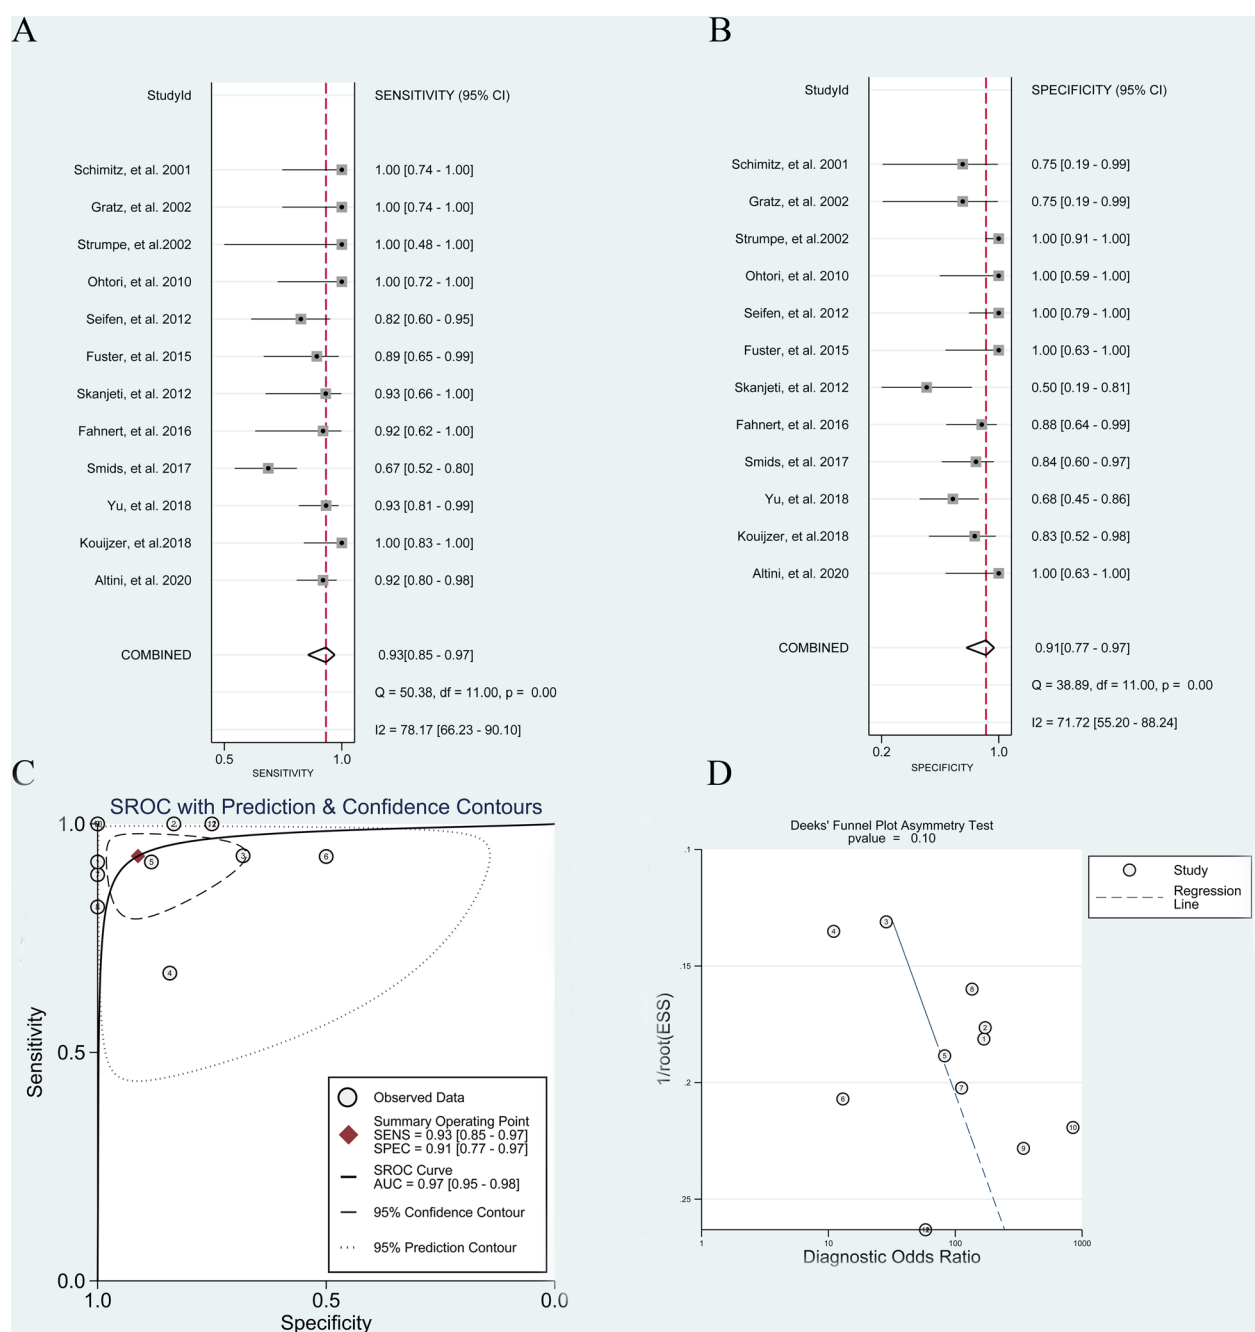 A
StudyId
SENSITIVITY (95% CI)
Schimitz, et al. 2001
1.00 [0.74 - 1.00]
Gratz, et al. 2002
1.00 [0.74 - 1.00]
Strumpe, et al.2002
1.00 [0.48 - 1.00]
Ohtori, et al. 2010
1.00 [0.72 - 1.00]
Seifen, et al. 2012
0.82 [0.60 - 0.95]
Fuster, et al. 2015
0.89 [0.65 - 0.99]
Skanjeti, et al. 2012
0.93 [0.66 - 1.00]
Fahnert, et al. 2016
0.92 [0.62 - 1.00]
Smids, et al. 2017
0.67 [0.52 - 0.80]
Yu, et al. 2018
0.93 [0.81 - 0.99]
Kouijzer, et al.2018
1.00 [0.83 - 1.00]
Altini, et al. 2020
0.92 [0.80 - 0.98]
COMBINED
0.93[0.85 - 0.97]
Q = 50.38, df = 11.00, p = 0.00
I2 = 78.17 [66.23 - 90.10]
0.5
1.0
SENSITIVITY
B
StudyId
SPECIFICITY (95% CI)
Schimitz, et al. 2001
0.75 [0.19 - 0.99]
Gratz, et al. 2002
0.75 [0.19 - 0.99]
Strumpe, et al.2002
1.00 [0.91 - 1.00]
Ohtori, et al. 2010
1.00 [0.59 - 1.00]
Seifen, et al. 2012
1.00 [0.79 - 1.00]
Fuster, et al. 2015
1.00 [0.63 - 1.00]
Skanjeti, et al. 2012
0.50 [0.19 - 0.81]
Fahnert, et al. 2016
0.88 [0.64 - 0.99]
Smids, et al. 2017
0.84 [0.60 - 0.97]
Yu, et al. 2018
0.68 [0.45 - 0.86]
Kouijzer, et al.2018
0.83 [0.52 - 0.98]
Altini, et al. 2020
1.00 [0.63 - 1.00]
COMBINED
0.91[0.77 - 0.97]
Q = 38.89, df = 11.00, p = 0.00
I2 = 71.72 [55.20 - 88.24]
0.2
1.0
SPECIFICITY
C
SROC with Prediction & Confidence Contours
1.0
0.5
0.0
Sensitivity
2
5
3
6
4
Observed Data
Summary Operating Point
SENS = 0.93 [0.85 - 0.97]
SPEC = 0.91 [0.77 - 0.97]
SROC Curve
AUC = 0.97 [0.95 - 0.98]
95% Confidence Contour
95% Prediction Contour
1.0
0.5
0.0
Specificity
D
Deeks' Funnel Plot Asymmetry Test
pvalue = 0.10
.1
.15
.2
.25
1/root(ESS)
3
4
8
2
1
5
7
6
10
9
Study
Regression
Line
1
10
100
1000
Diagnostic Odds Ratio